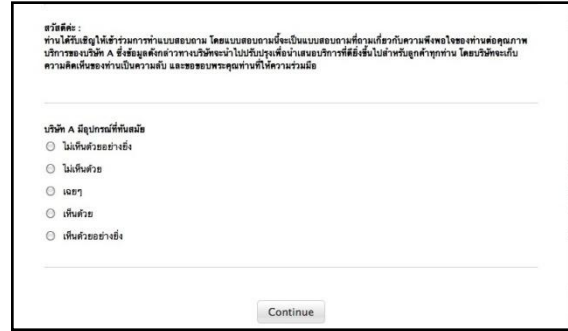 สวัสดีค่ะ :
ท่านได้รับเชิญให้เข้าร่วมการทำแบบสอบถาม โดยแบบสอบถามนี้จะเป็นแบบสอบถามที่ถามเกี่ยวกับความพึงพอใจของท่านต่อคุณภาพ
บริการของบริษัท A ซึ่งข้อมูลดังกล่าวทางบริษัทจะนำไปปรับปรุงเพื่อนำเสนอบริการที่ดียิ่งขึ้นไปสำหรับลูกค้าทุกท่าน โดยบริษัทจะเก็บ
ความคิดเห็นของท่านเป็นความลับ และขอขอบพระคุณท่านที่ให้ความร่วมมือ
บริษัท A มีอุปกรณ์ที่ทันสมัย
ไม่เห็นด้วยอย่างยิ่ง
ไม่เห็นด้วย
เฉยๆ
เห็นด้วย
เห็นด้วยอย่างยิ่ง
Continue